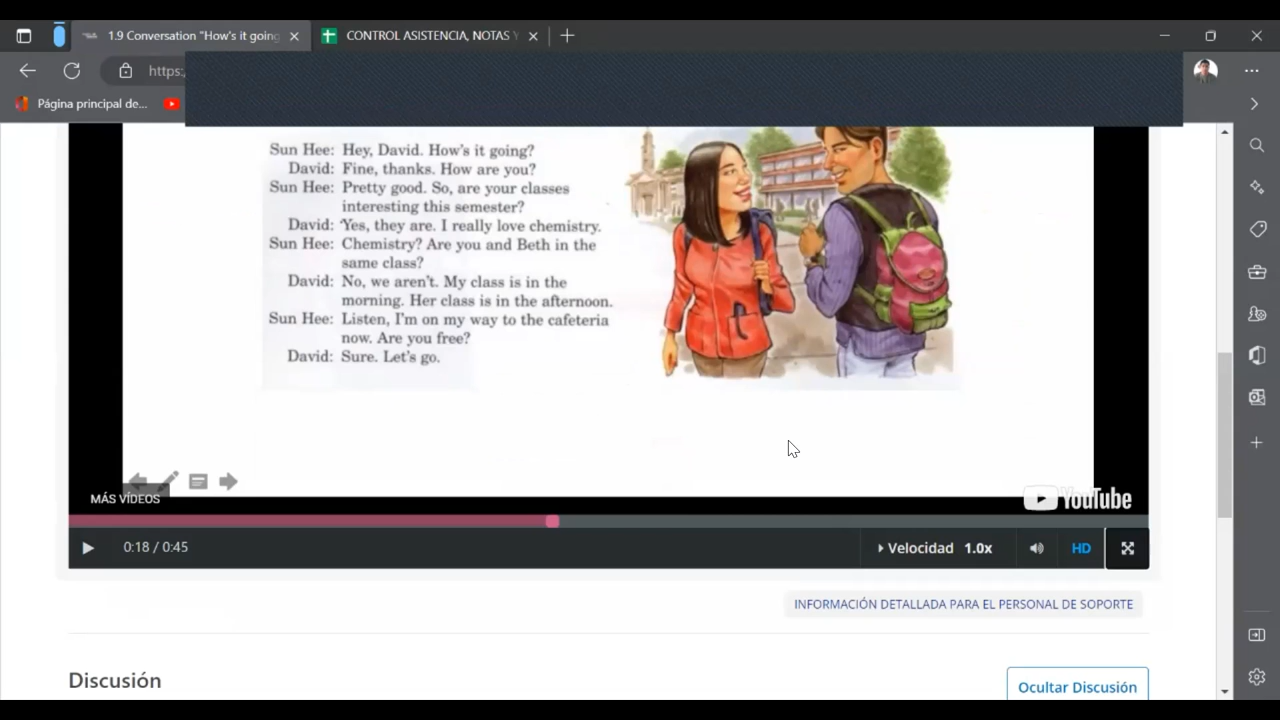 1.9 Conversation "How's it going
CONTROL ASISTENCIA, NOTAS Y
https:
Página principal de...
Sun Hee: Hey, David. How's it going?
David: Fine, thanks. How are you?
Sun Hee: Pretty good. So, are your classes
interesting this semester?
David: Yes, they are. I really love chemistry.
Sun Hee: Chemistry? Are you and Beth in the
same class?
David: No, we aren't. My class is in the
morning. Her class is in the afternoon.
Sun Hee: Listen, I'm on my way to the cafeteria
now. Are you free?
David: Sure. Let's go.
MÁS VÍDEOS
YouTube
0:18 / 0:45
Velocidad 1.0x
HD
INFORMACIÓN DETALLADA PARA EL PERSONAL DE SOPORTE
Discusión
Ocultar Discusión